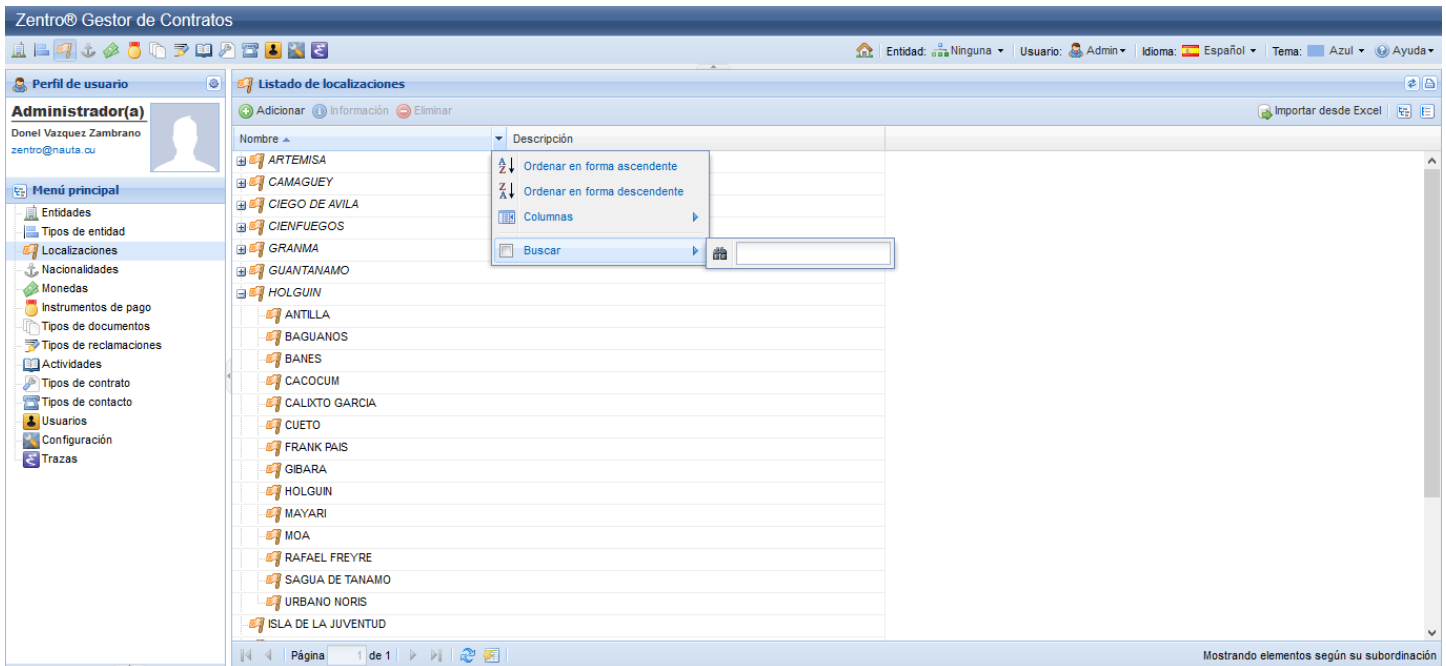 Zentro® Gestor de Contratos
Entidad: Ninguna Usuario: Admin Idioma: Español Tema: Azul Ayuda
Perfil de usuario
Administrador(a)
Donel Vazquez Zambrano
zentro@nauta.cu
Menú principal
Entidades
Tipos de entidad
Localizaciones
Nacionalidades
Monedas
Instrumentos de pago
Tipos de documentos
Tipos de reclamaciones
Actividades
Tipos de contrato
Tipos de contacto
Usuarios
Configuración
Trazas
Listado de localizaciones
Adicionar Información Eliminar Importar desde Excel
Nombre Descripción
ARTEMISA
CAMAGUEY
CIEGO DE AVILA
CIENFUEGOS
GRANMA
GUANTANAMO
HOLGUIN
ANTILLA
BAGUANOS
BANES
CACOCUM
CALIXTO GARCIA
CUETO
FRANK PAIS
GIBARA
HOLGUIN
MAYARI
MOA
RAFAEL FREYRE
SAGUA DE TANAMO
URBANO NORIS
ISLA DE LA JUVENTUD
Ordenar en forma ascendente
Ordenar en forma descendente
Columnas
Buscar
Página 1 de 1 Mostrando elementos según su subordinación